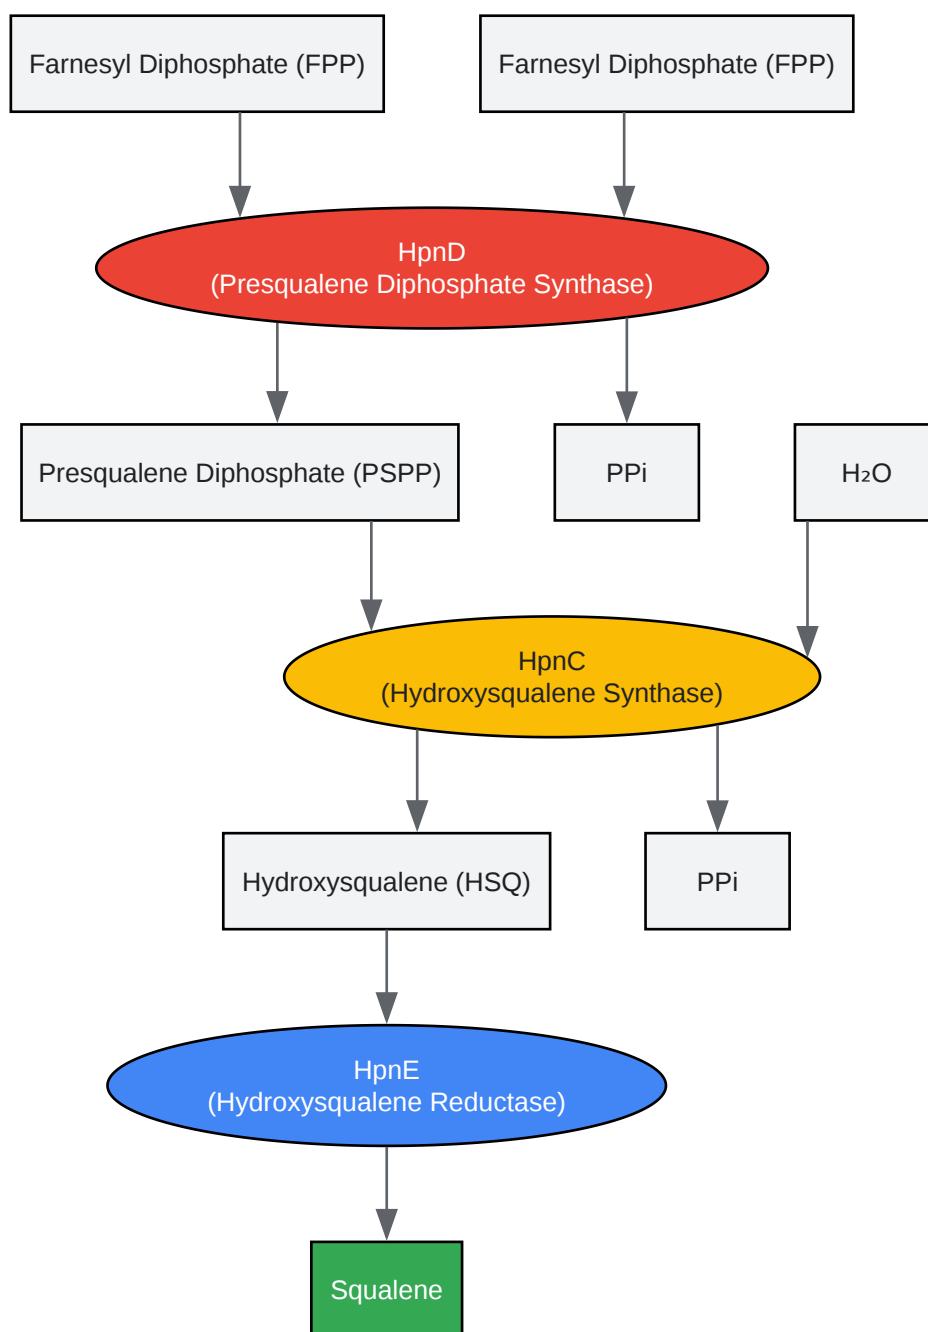 Farnesyl Diphosphate (FPP)
Farnesyl Diphosphate (FPP)
HpnD
(Presqualene Diphosphate Synthase)
Presqualene Diphosphate (PSPP)
PPi
H₂O
HpnC
(Hydroxysqualene Synthase)
Hydroxysqualene (HSQ)
PPi
HpnE
(Hydroxysqualene Reductase)
Squalene